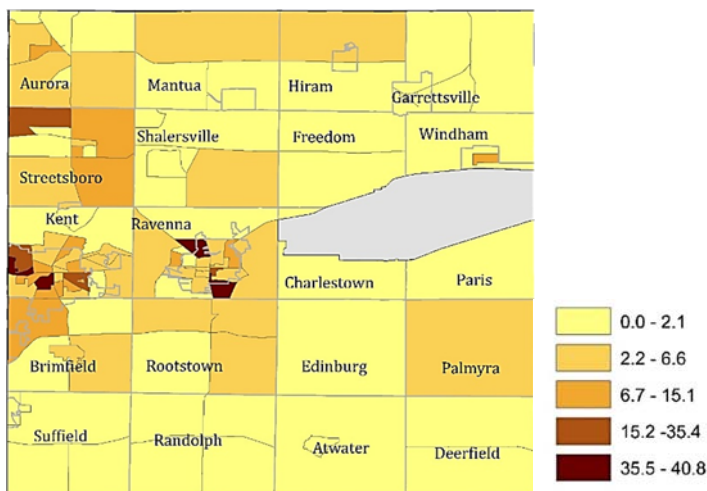 Aurora
Mantua
Hiram
Garrettsville
Shalersville
Freedom
Windham
Streetsboro
Kent
Ravenna
Charlestown
Paris
Brimfield
Rootstown
Edinburg
Palmyra
Suffield
Randolph
Atwater
Deerfield
0.0 - 2.1
2.2 - 6.6
6.7 - 15.1
15.2 -35.4
35.5 - 40.8